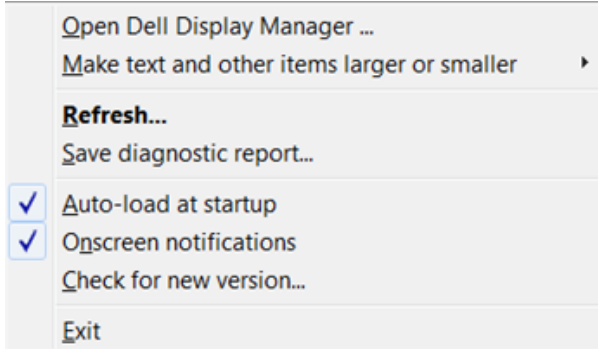 Open Dell Display Manager ...
Make text and other items larger or smaller
Refresh...
Save diagnostic report...
Auto-load at startup
Onscreen notifications
Check for new version...
Exit